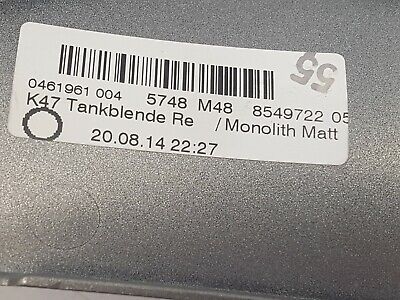 55
0461961 004 5748 M48 8549722 05
K47 Tankblende Re / Monolith Matt
20.08.14 22:27